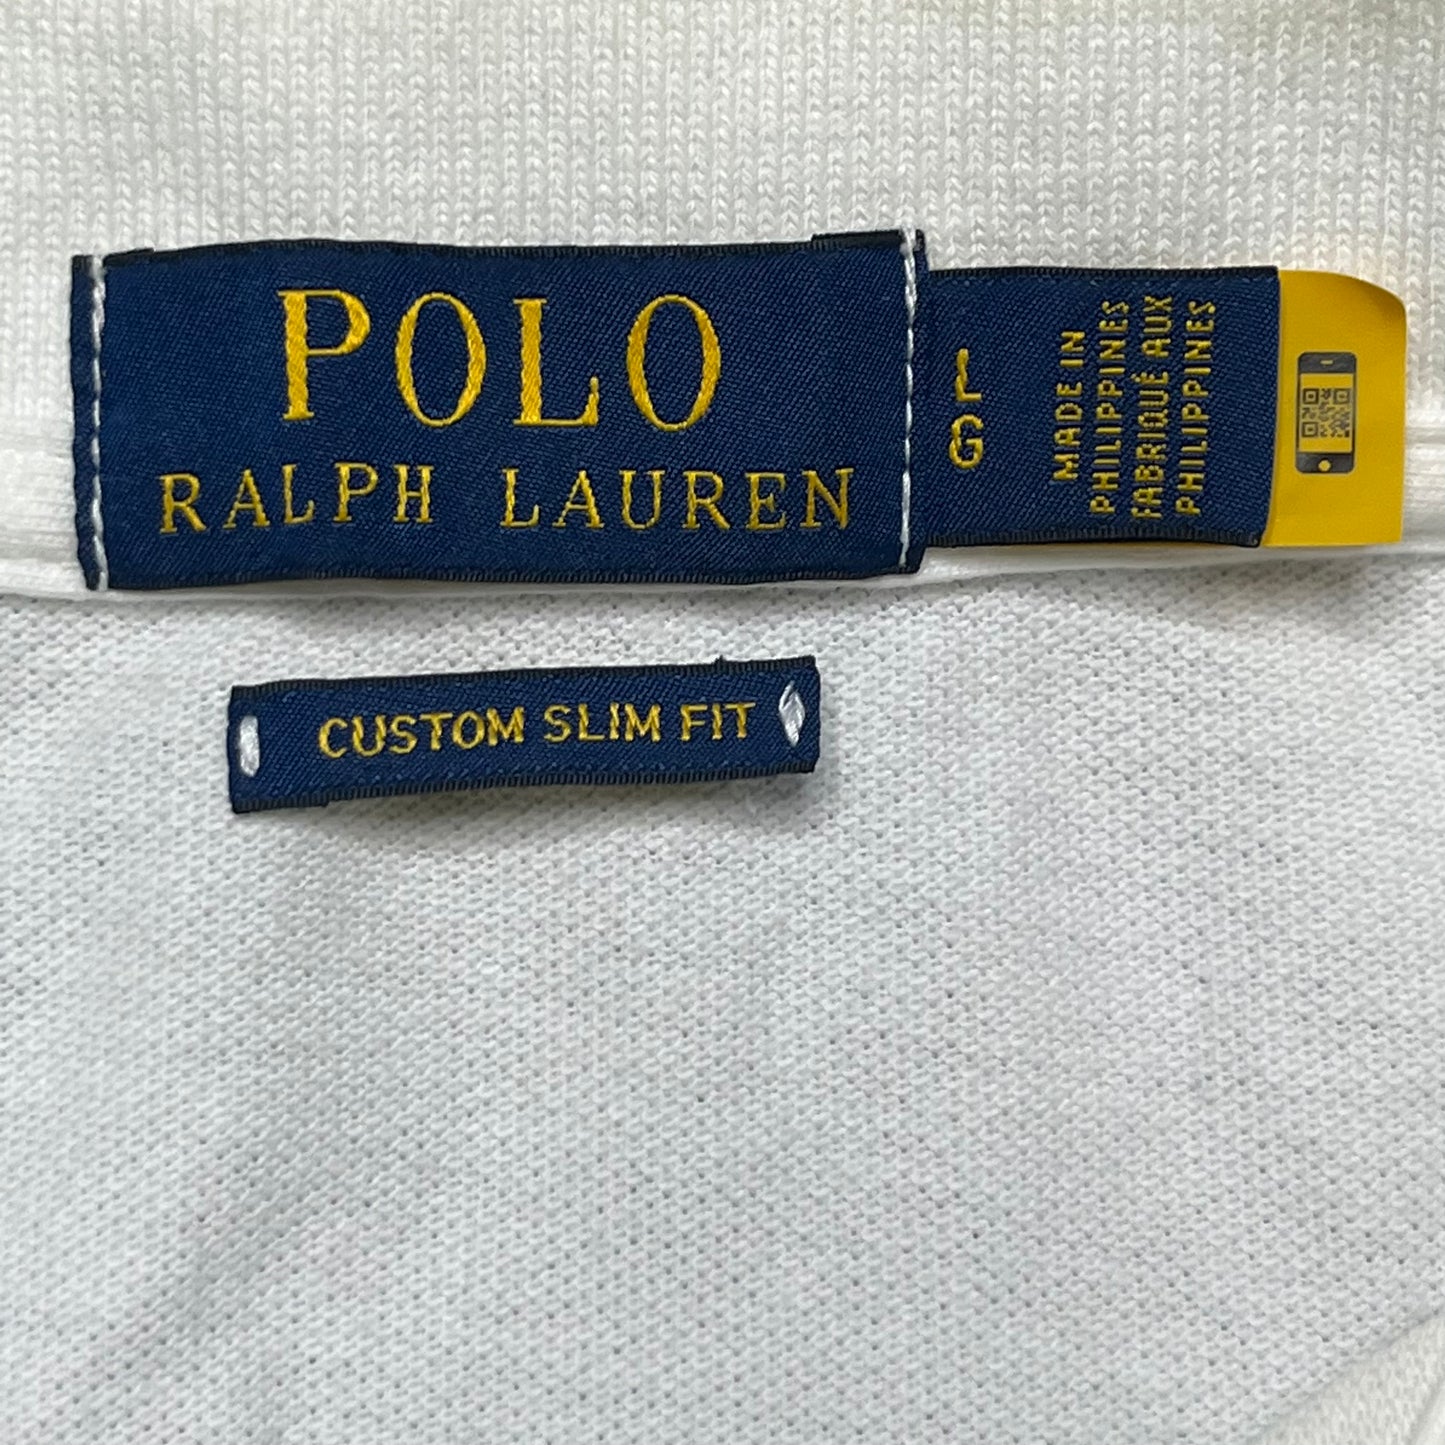 POLO
RALPH LAUREN
L
G
MADE IN
PHILIPPINES
FABRIQUÉ AUX
PHILIPPINES
CUSTOM SLIM FIT